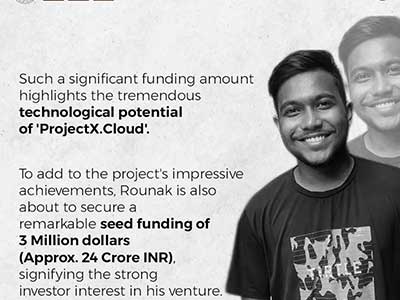 Such a significant funding amount
highlights the tremendous
technological potential
of 'ProjectX.Cloud'.
To add to the project's impressive
achievements, Rounak is also
about to secure a
remarkable seed funding of
3 Million dollars
(Approx. 24 Crore INR),
signifying the strong
investor interest in his venture.